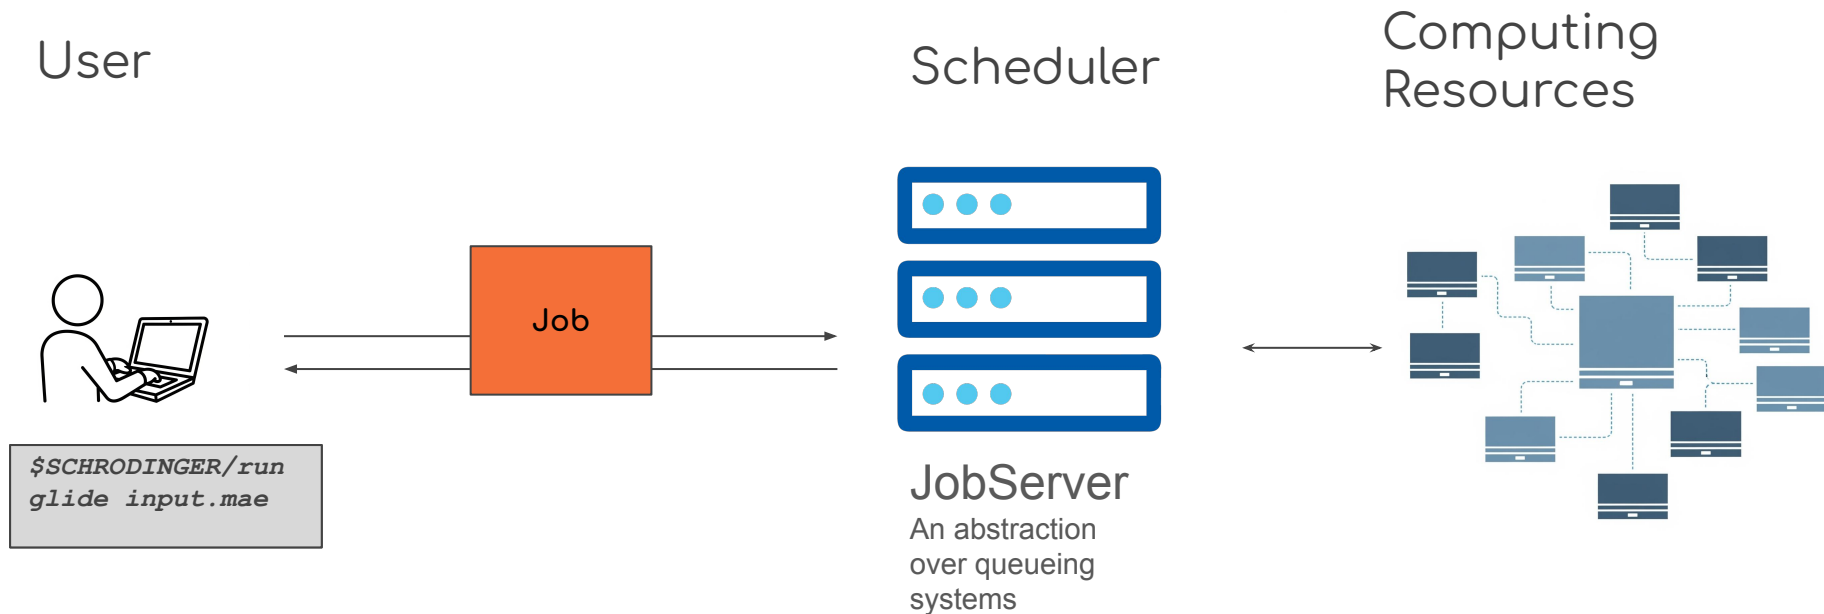 User
Scheduler
Computing
Resources
Job
$SCHRODINGER/run
glide input.mae
JobServer
An abstraction
over queueing
systems